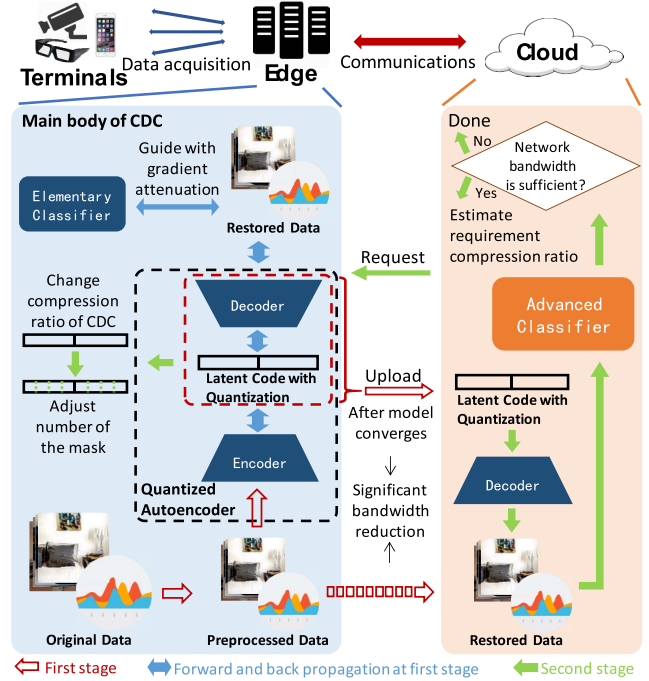 Terminals
Data acquisition
Edge
Communications
Cloud
Main body of CDC
Guide with
gradient
attenuation
Elementary
Classifier
Restored Data
Change
compression
ratio of CDC
Adjust
number of
the mask
Decoder
Latent Code with
Quantization
Encoder
Quantized
Autoencoder
Original Data
Preprocessed Data
Request
Upload
After model
converges
Significant
bandwidth
reduction
Done
No
Network
bandwidth
is sufficient?
Yes
Estimate
requirement
compression ratio
Advanced
Classifier
Latent Code with
Quantization
Decoder
Restored Data
First stage
Forward and back propagation at first stage
Second stage